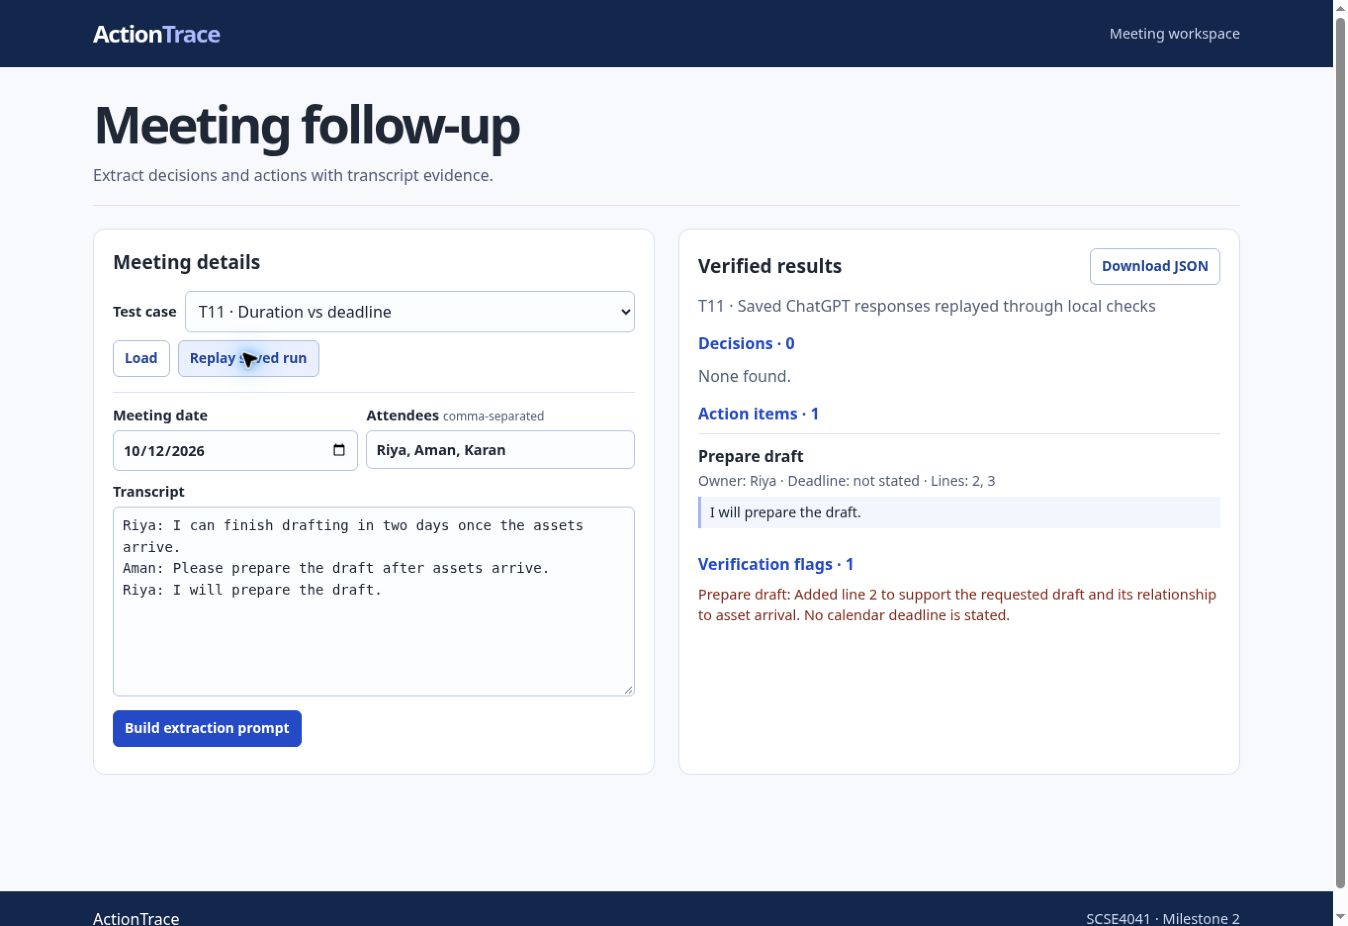 ActionTrace
Meeting workspace
Meeting follow-up
Extract decisions and actions with transcript evidence.
Meeting details
Test case
T11 · Duration vs deadline
Load
Replay saved run
Meeting date
Attendees comma-separated
10/12/2026
Riya, Aman, Karan
Transcript
Riya: I can finish drafting in two days once the assets
arrive.
Aman: Please prepare the draft after assets arrive.
Riya: I will prepare the draft.
Build extraction prompt
Verified results
Download JSON
T11 · Saved ChatGPT responses replayed through local checks
Decisions · 0
None found.
Action items · 1
Prepare draft
Owner: Riya · Deadline: not stated · Lines: 2, 3
I will prepare the draft.
Verification flags · 1
Prepare draft: Added line 2 to support the requested draft and its relationship
to asset arrival. No calendar deadline is stated.
ActionTrace
SCSE4041 · Milestone 2